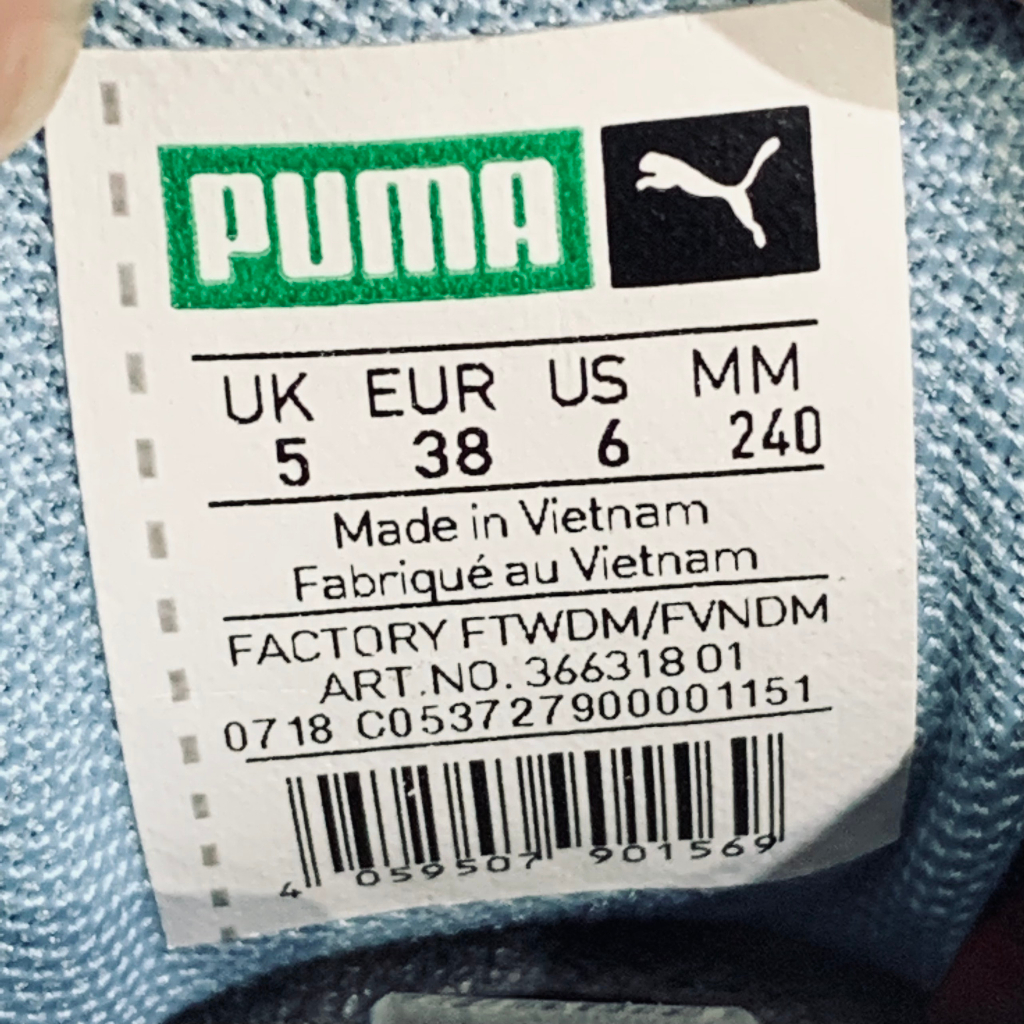 PUMA
UK EUR US MM
5 38 6 240
Made in Vietnam
Fabriqué au Vietnam
FACTORY FTWDM/FVNDM
ART.NO. 366318 01
0718 C053727900001151
4 059507 901569